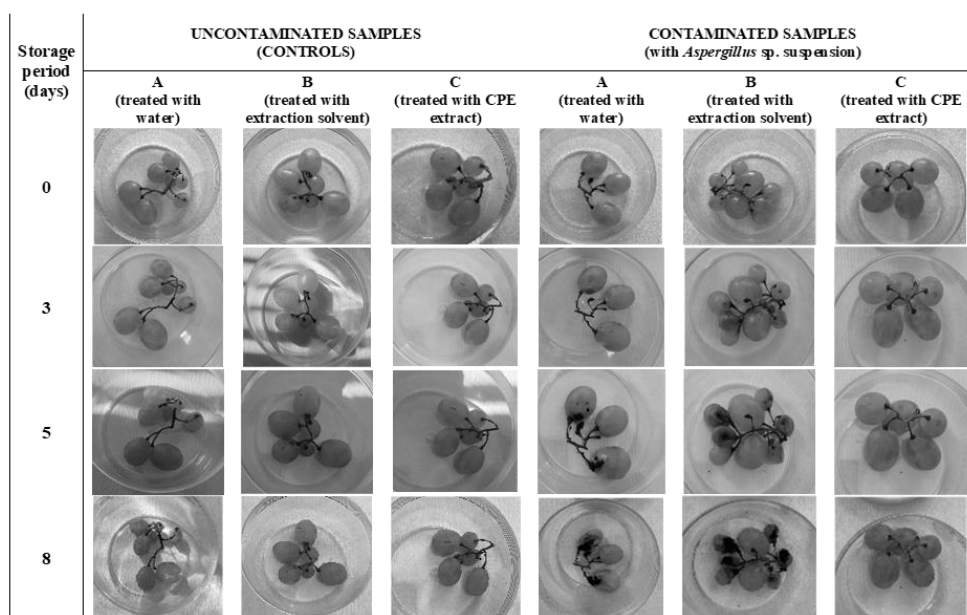 Storage
period
(days)
UNCONTAMINATED SAMPLES
(CONTROLS)
CONTAMINATED SAMPLES
(with Aspergillus sp. suspension)
A
(treated with
water)
B
(treated with
extraction solvent)
C
(treated with CPE
extract)
A
(treated with
water)
B
(treated with
extraction solvent)
C
(treated with CPE
extract)
0
3
5
8